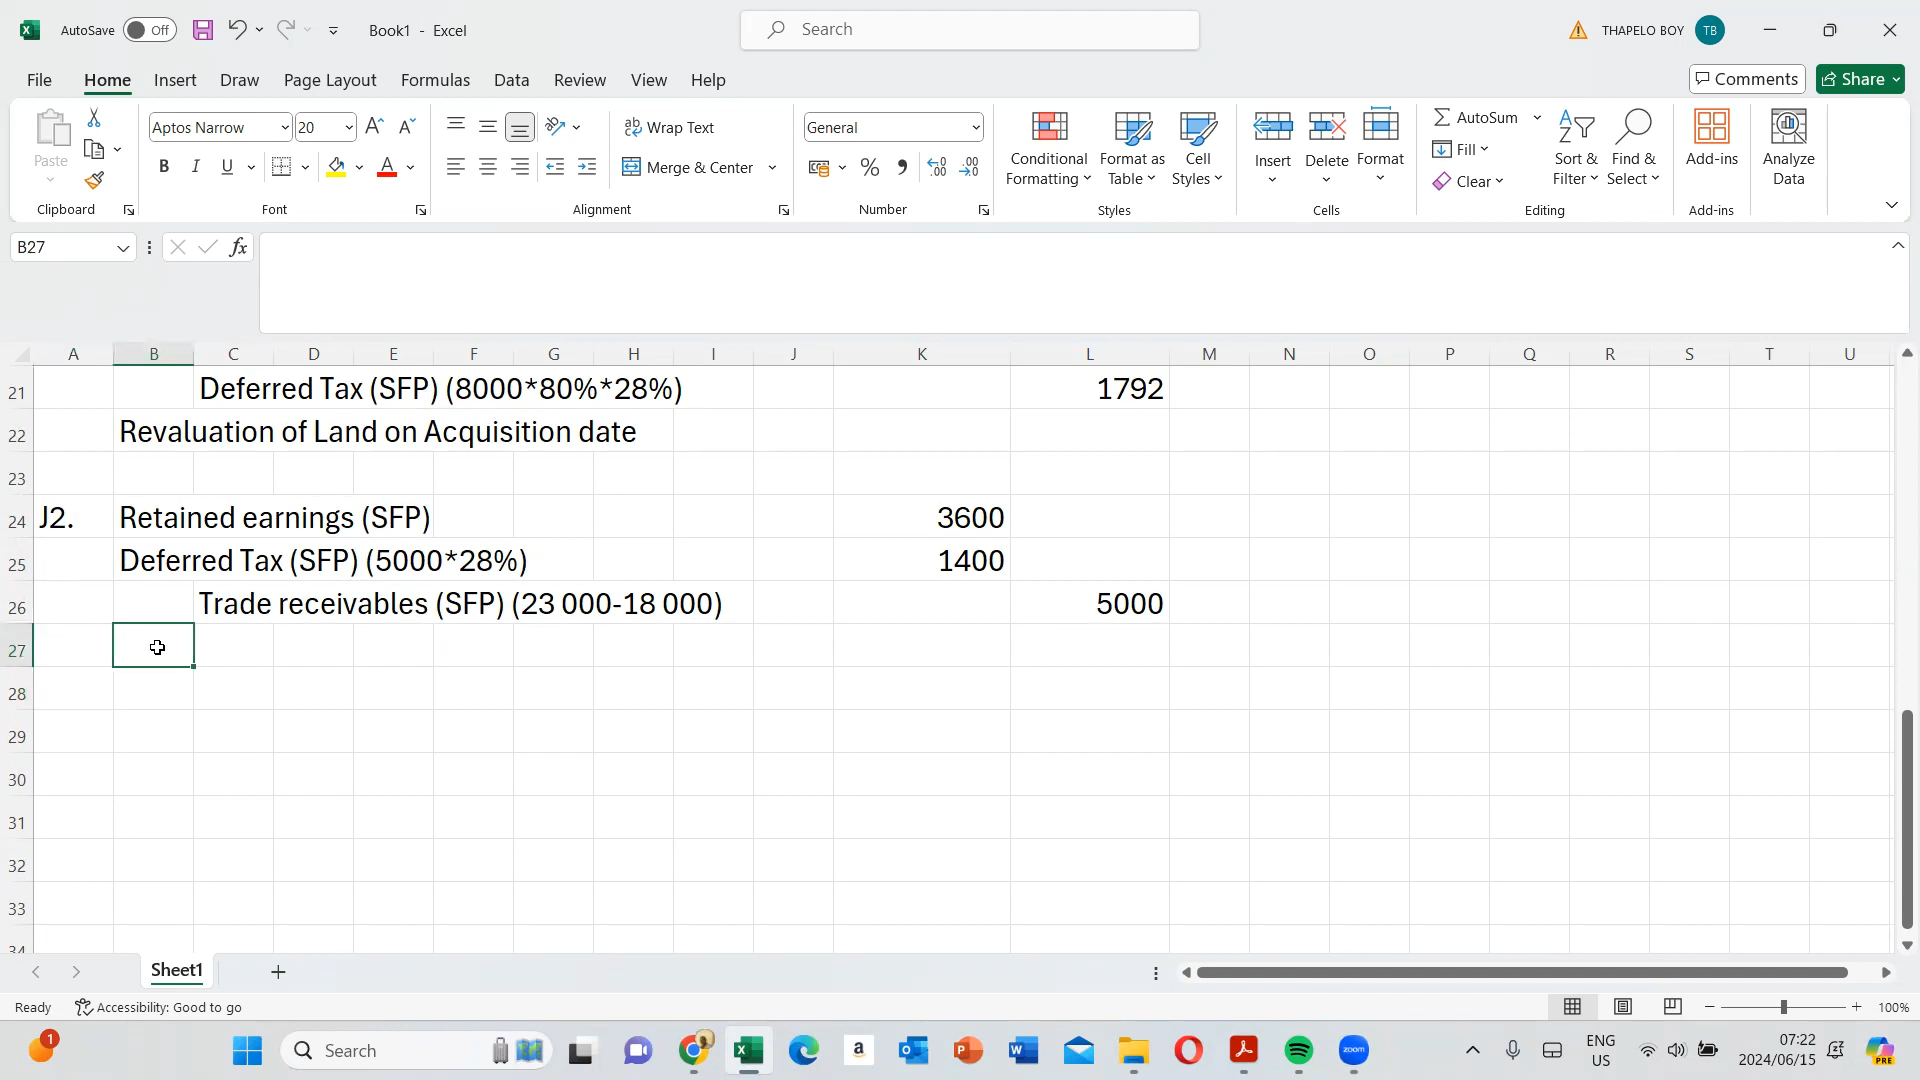 AutoSave Off Book1 - Excel Search THAPELO BOY TB
File Home Insert Draw Page Layout Formulas Data Review View Help Comments Share
Paste
Aptos Narrow 20
B I U
Wrap Text
Merge & Center
General
Conditional Formatting
Format as Table
Cell Styles
Insert
Delete
Format
AutoSum
Fill
Clear
Sort & Filter
Find & Select
Add-ins
Analyze Data
Clipboard Font Alignment Number Styles Cells Editing Add-ins
B27 fx
A B C D E F G H I J K L M N O P Q R S T U
21 Deferred Tax (SFP) (8000*80%*28%) 1792
22 Revaluation of Land on Acquisition date
23
24 J2. Retained earnings (SFP) 3600
25 Deferred Tax (SFP) (5000*28%) 1400
26 Trade receivables (SFP) (23 000-18 000) 5000
27
28
29
30
31
32
33
34
Sheet1
Ready Accessibility: Good to go 100%
1 Search a zoom ENG US 07:22 2024/06/15 PRE